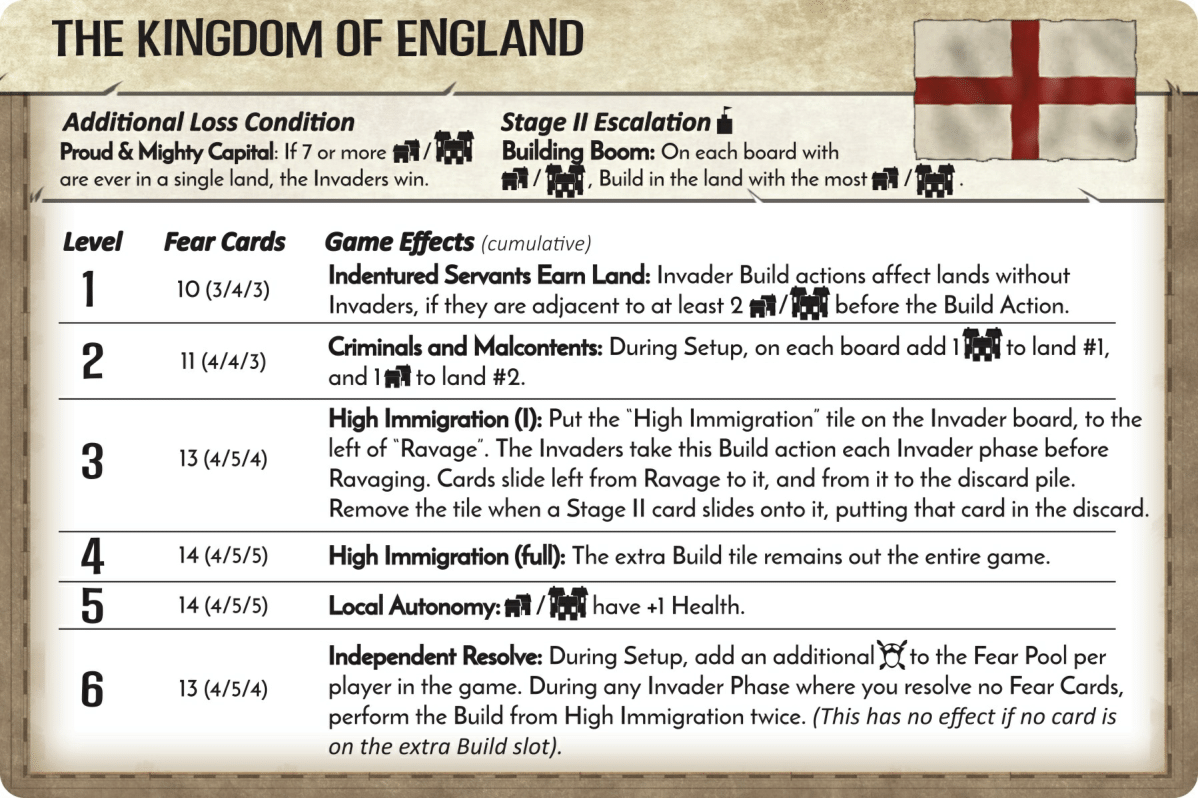 THE KINGDOM OF ENGLAND
Additional Loss Condition
Proud & Mighty Capital: If 7 or more / 
are ever in a single land, the Invaders win.
Stage II Escalation
Building Boom: On each board with
/ , Build in the land with the most / .
Level Fear Cards Game Effects (cumulative)
1 10 (3/4/3) Indentured Servants Earn Land: Invader Build actions affect lands without
Invaders, if they are adjacent to at least 2 / before the Build Action.
2 11 (4/4/3) Criminals and Malcontents: During Setup, on each board add 1 to land #1,
and 1 to land #2.
3 13 (4/5/4) High Immigration (I): Put the "High Immigration" tile on the Invader board, to the
left of "Ravage". The Invaders take this Build action each Invader phase before
Ravaging. Cards slide left from Ravage to it, and from it to the discard pile.
Remove the tile when a Stage II card slides onto it, putting that card in the discard.
4 14 (4/5/5) High Immigration (full): The extra Build tile remains out the entire game.
5 14 (4/5/5) Local Autonomy: / have +1 Health.
6 13 (4/5/4) Independent Resolve: During Setup, add an additional to the Fear Pool per
player in the game. During any Invader Phase where you resolve no Fear Cards,
perform the Build from High Immigration twice. (This has no effect if no card is
on the extra Build slot).